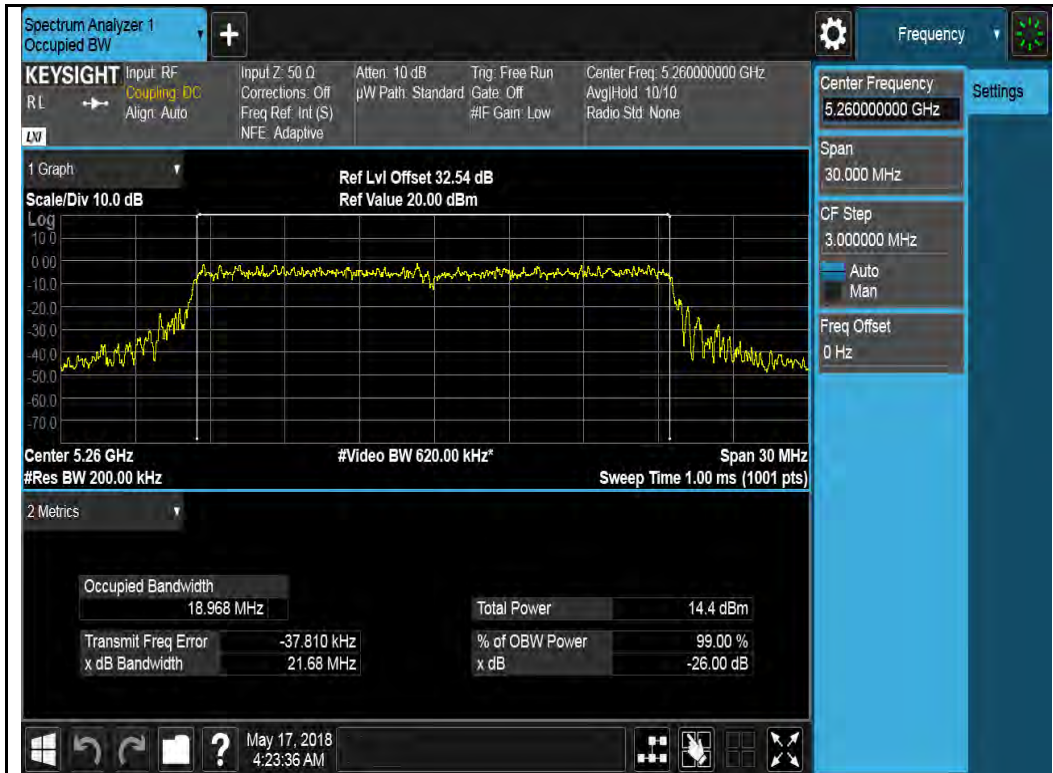 Spectrum Analyzer 1
Occupied BW
+
Frequency
KEYSIGHT
RL
LXI
Input: RF
Coupling: DC
Align: Auto
Input Z: 50 Ω
Corrections: Off
Freq Ref: Int (S)
NFE: Adaptive
Atten: 10 dB
µW Path: Standard
Trig: Free Run
Gate: Off
#IF Gain: Low
Center Freq: 5.260000000 GHz
Avg|Hold: 10/10
Radio Std: None
Center Frequency
5.260000000 GHz
Settings
Span
30.000 MHz
CF Step
3.000000 MHz
Auto
Man
Freq Offset
0 Hz
1 Graph
Ref Lvl Offset 32.54 dB
Scale/Div 10.0 dB
Ref Value 20.00 dBm
Log
10.0
0.00
-10.0
-20.0
-30.0
-40.0
-50.0
-60.0
-70.0
Center 5.26 GHz
#Video BW 620.00 kHz*
Span 30 MHz
#Res BW 200.00 kHz
Sweep Time 1.00 ms (1001 pts)
2 Metrics
Occupied Bandwidth
18.968 MHz
Total Power 14.4 dBm
Transmit Freq Error -37.810 kHz
% of OBW Power 99.00 %
x dB Bandwidth 21.68 MHz
x dB -26.00 dB
?
May 17, 2018
4:23:36 AM